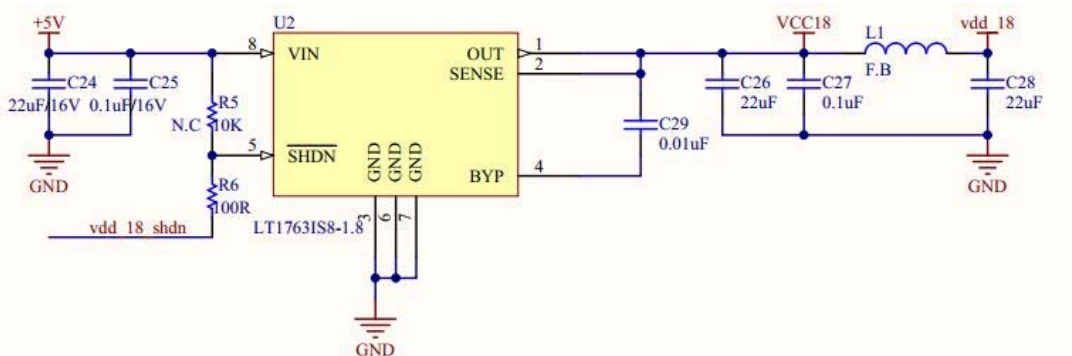 +5V
U2
VCC18
L1
vdd_18
8
VIN
OUT
1
SENSE
2
F.B
C24
22uF/16V
C25
0.1uF/16V
R5
N.C 10K
C26
22uF
C27
0.1uF
C28
22uF
C29
0.01uF
5
SHDN
GND
GND
GND
BYP
4
GND
R6
100R
vdd_18_shdn
LT1763IS8-1.8
3
6
7
GND
GND